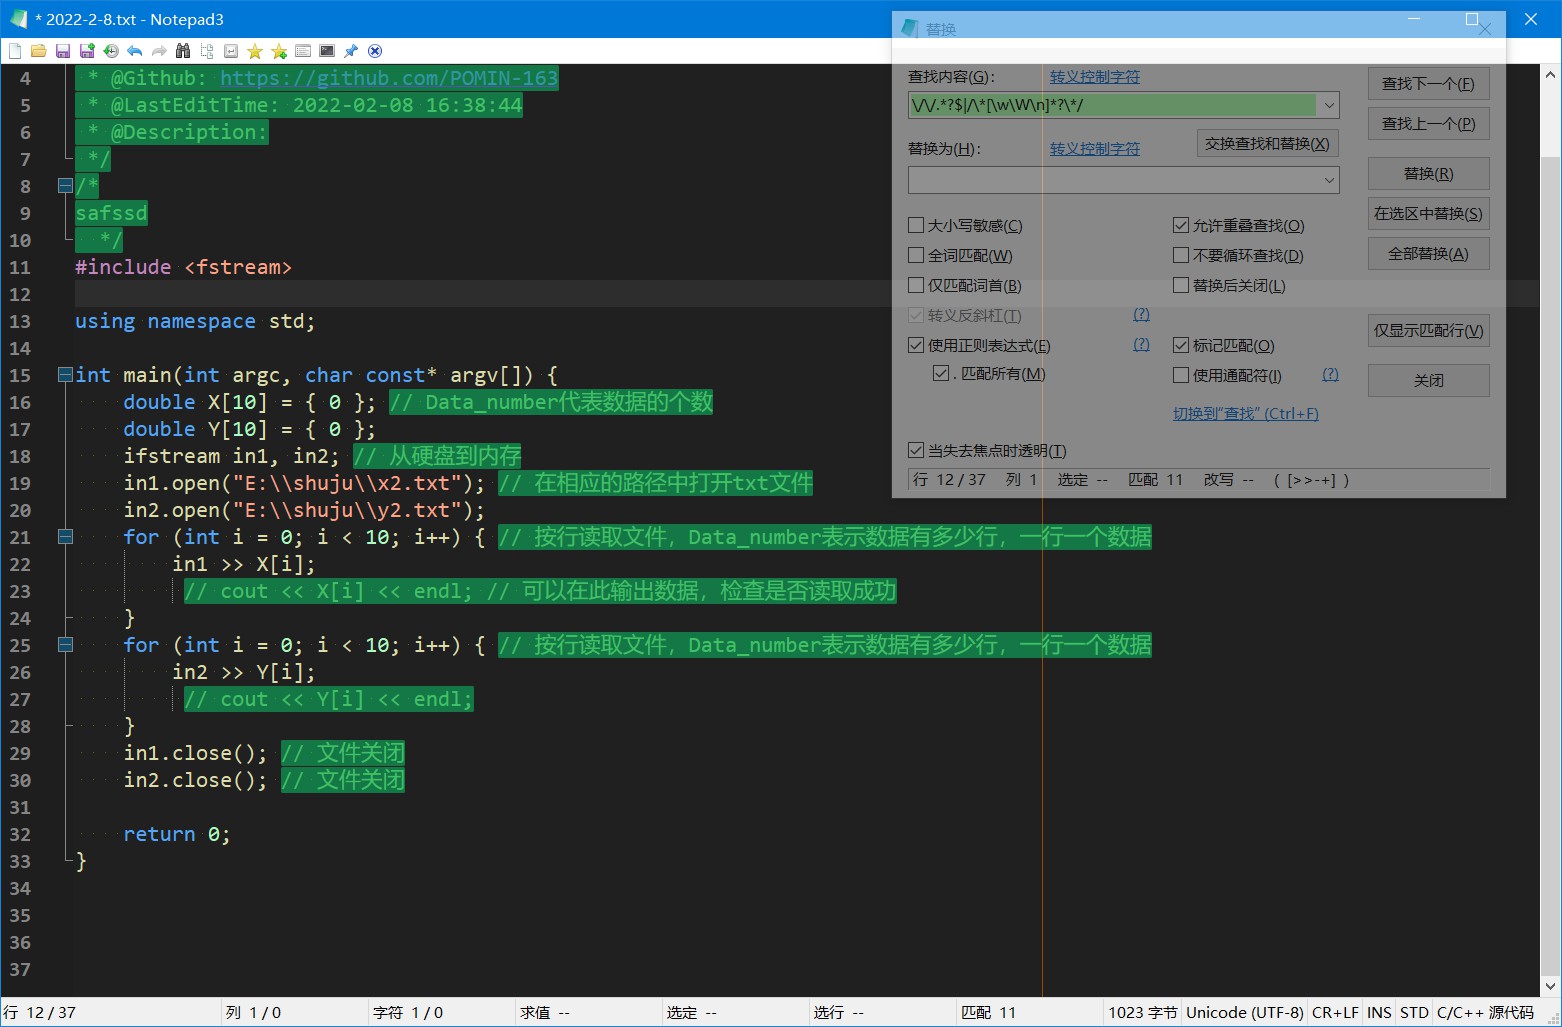 * 2022-2-8.txt - Notepad3
替换
4 * @Github: https://github.com/POMIN-163
5 * @LastEditTime: 2022-02-08 16:38:44
6 * @Description:
7 */
8 /*
9 safssd
10 */
11 #include <fstream>
12
13 using namespace std;
14
15 int main(int argc, char const* argv[]) {
16 double X[10] = { 0 }; // Data_number代表数据的个数
17 double Y[10] = { 0 };
18 ifstream in1, in2; // 从硬盘到内存
19 in1.open("E:\\shuju\\x2.txt"); // 在相应的路径中打开txt文件
20 in2.open("E:\\shuju\\y2.txt");
21 for (int i = 0; i < 10; i++) { // 按行读取文件，Data_number表示数据有多少行，一行一个数据
22 in1 >> X[i];
23 // cout << X[i] << endl; // 可以在此输出数据，检查是否读取成功
24 }
25 for (int i = 0; i < 10; i++) { // 按行读取文件，Data_number表示数据有多少行，一行一个数据
26 in2 >> Y[i];
27 // cout << Y[i] << endl;
28 }
29 in1.close(); // 文件关闭
30 in2.close(); // 文件关闭
31
32 return 0;
33 }
34
35
36
37
查找内容(G): 转义控制字符 查找下一个(F)
\/\/.*?$|/\*[\w\W\n]*?\*/
查找上一个(P)
替换为(H): 转义控制字符 交换查找和替换(X)
替换(R)
在选区中替换(S)
大小写敏感(C) 允许重叠查找(O)
全词匹配(W) 不要循环查找(D) 全部替换(A)
仅匹配词首(B) 替换后关闭(L)
转义反斜杠(T) (?)
仅显示匹配行(V)
使用正则表达式(E) (?) 标记匹配(O)
. 匹配所有(M) 使用通配符(I) (?) 关闭
切换到“查找” (Ctrl+F)
当失去焦点时透明(T)
行 12 / 37 列 1 选定 -- 匹配 11 改写 -- ( [>>-+] )
行 12 / 37 列 1 / 0 字符 1 / 0 求值 -- 选定 -- 选行 -- 匹配 11 1023 字节 Unicode (UTF-8) CR+LF INS STD C/C++ 源代码